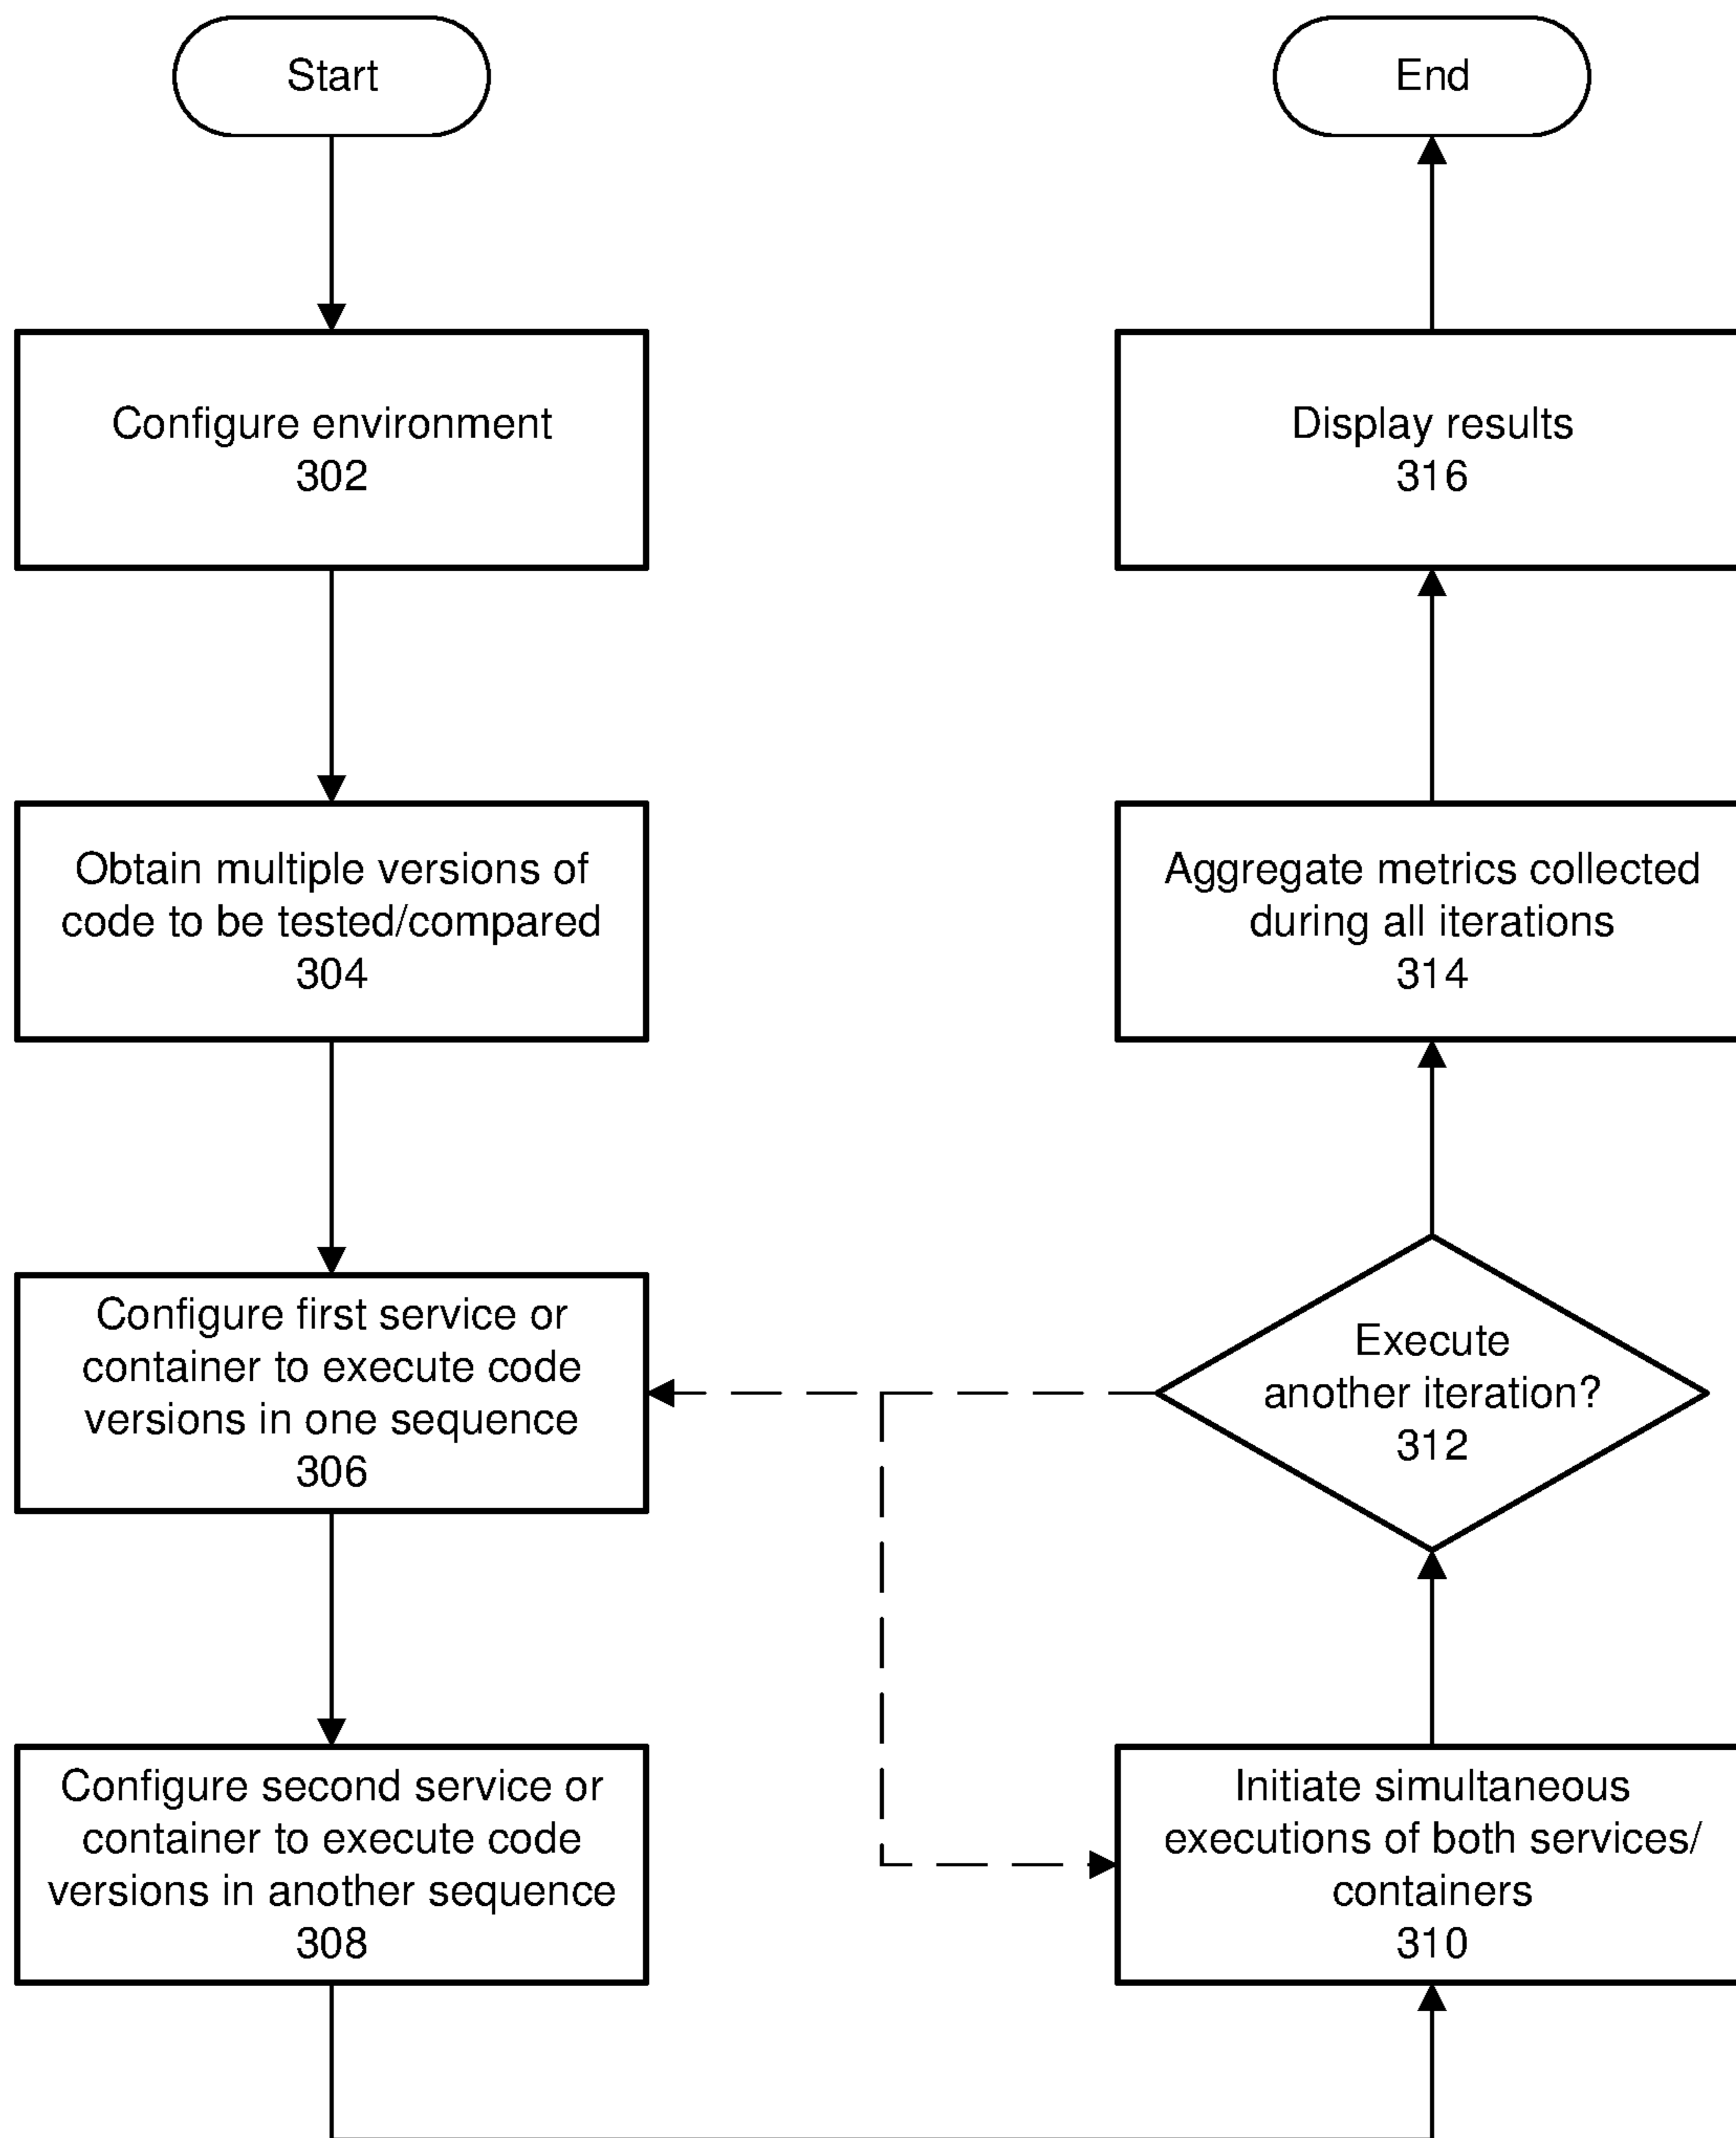 Start
Configure environment
302
Obtain multiple versions of
code to be tested/compared
304
Configure first service or
container to execute code
versions in one sequence
306
Configure second service or
container to execute code
versions in another sequence
308
Initiate simultaneous
executions of both services/
containers
310
Execute
another iteration?
312
Aggregate metrics collected
during all iterations
314
Display results
316
End